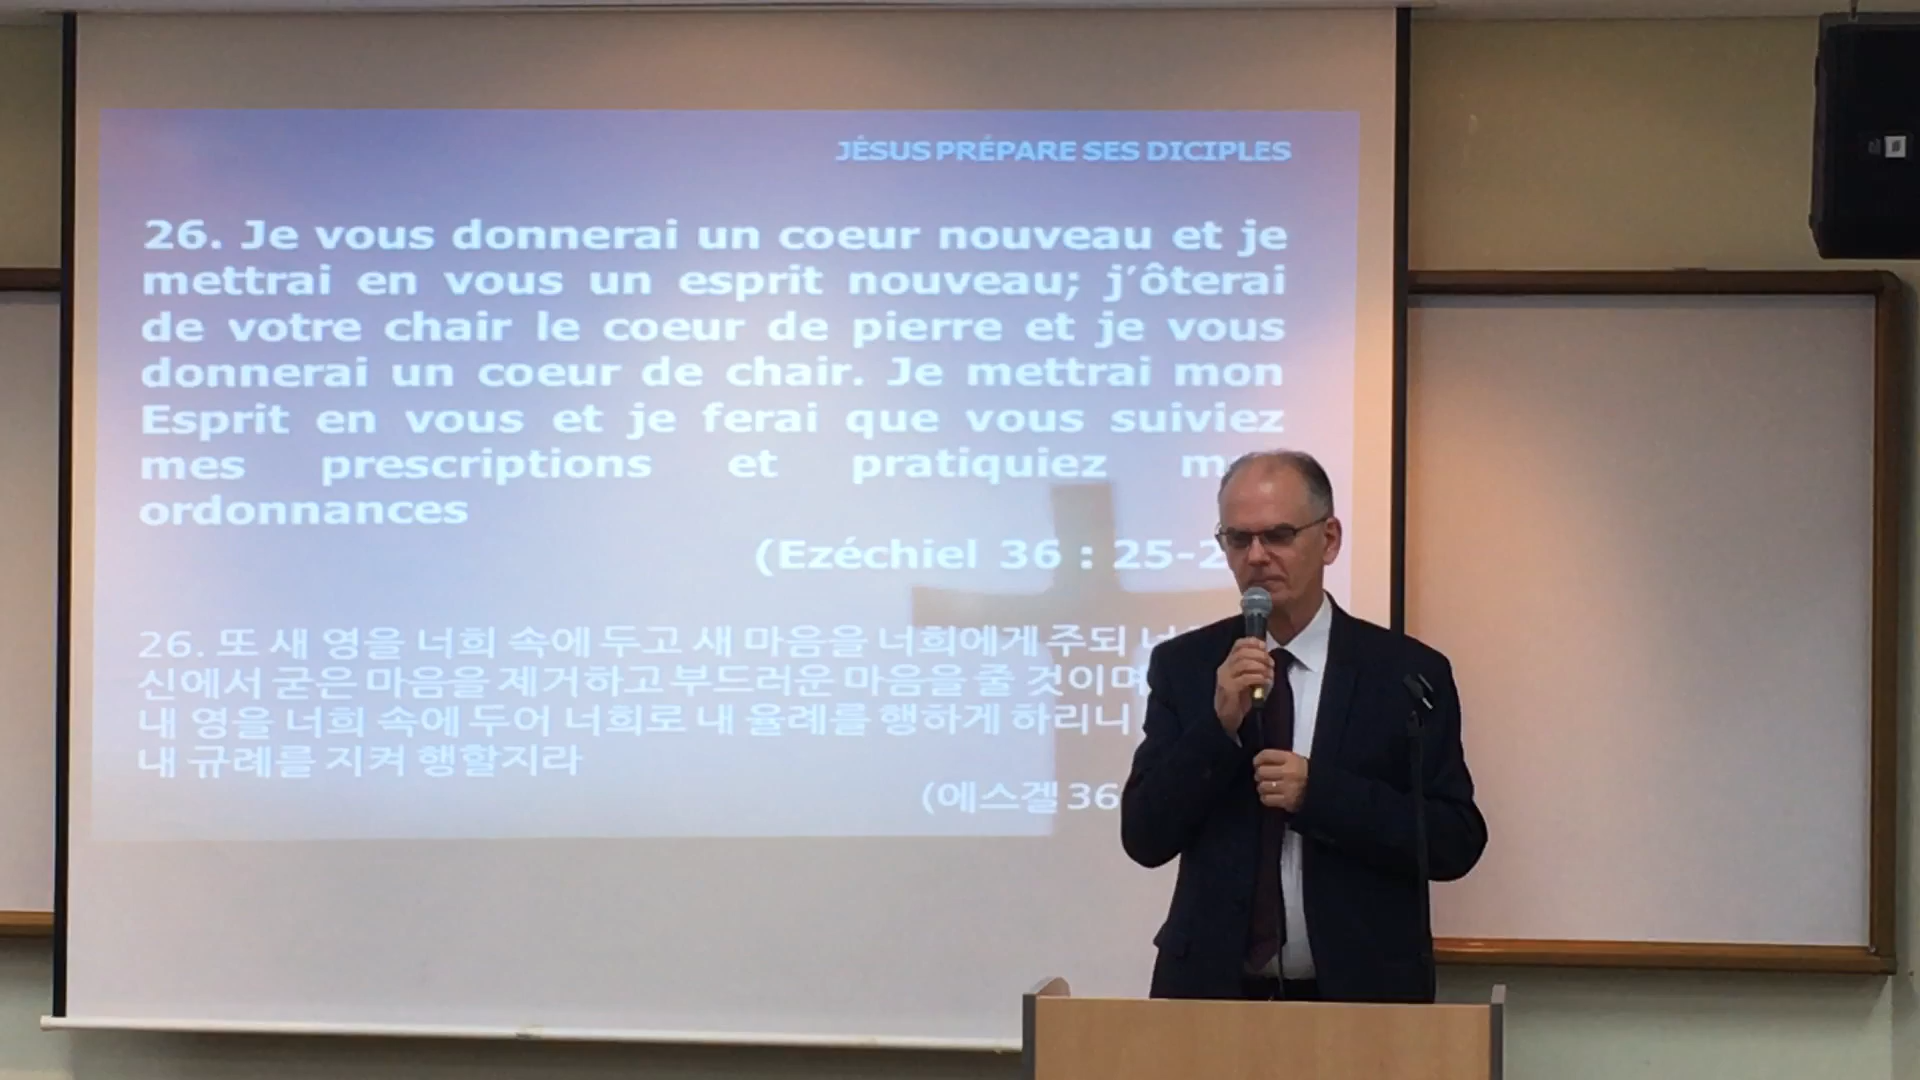 JÉSUS PRÉPARE SES DICIPLES
26. Je vous donnerai un coeur nouveau et je
mettrai en vous un esprit nouveau; j'ôterai
de votre chair le coeur de pierre et je vous
donnerai un coeur de chair. Je mettrai mon
Esprit en vous et je ferai que vous suiviez
mes prescriptions et pratiquiez
ordonnances
(Ezéchiel 36 : 25-2
26. 또 새 영을 너희 속에 두고 새 마음을 너희에게 주되
신에서 굳은 마음을 제거하고 부드러운 마음을 줄 것이며
내 영을 너희 속에 두어 너희로 내 율례를 행하게 하리니
내 규례를 지켜 행할지라
(에스겔 36